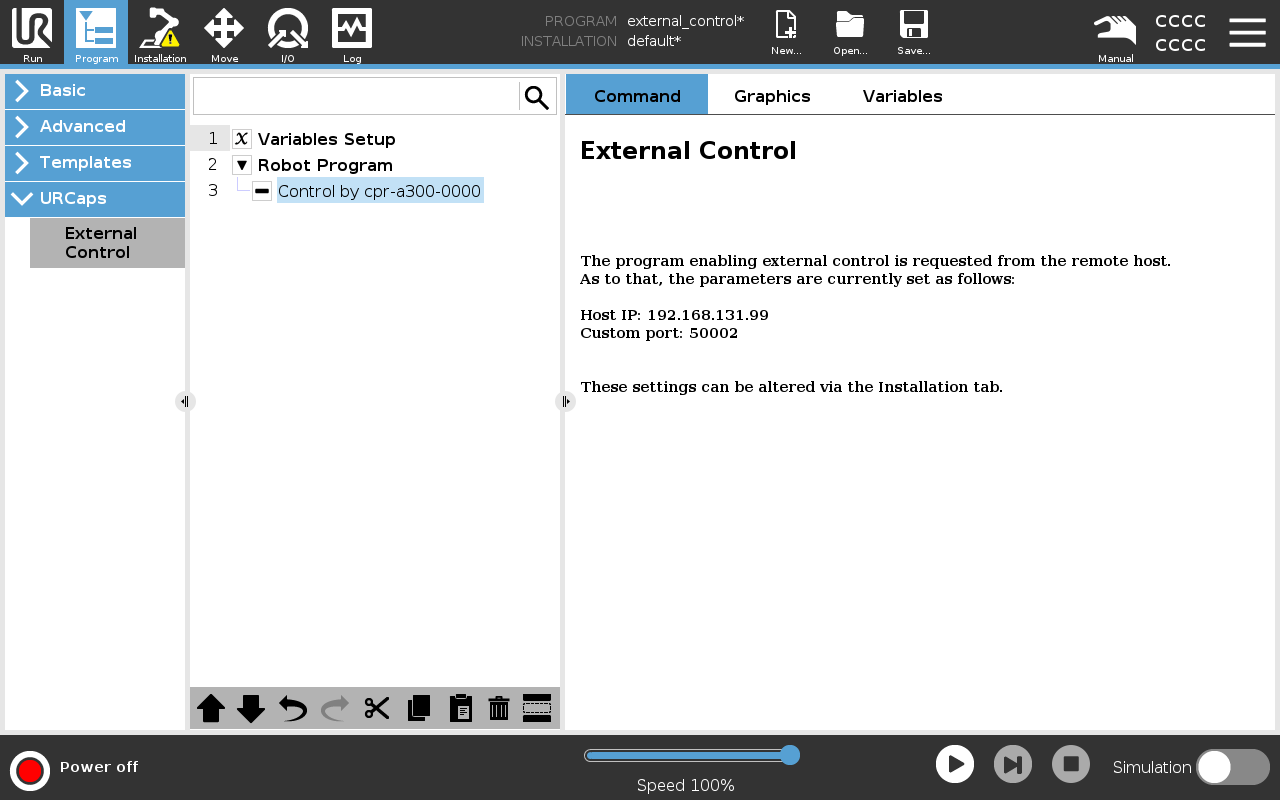 UR
Run
Program
Installation
Move
I/O
Log
PROGRAM external_control*
INSTALLATION default*
New...
Open...
Save...
Manual
CCCC
CCCC
Basic
Advanced
Templates
URCaps
External
Control
1 x Variables Setup
2 Robot Program
3 Control by cpr-a300-0000
Command Graphics Variables
External Control
The program enabling external control is requested from the remote host.
As to that, the parameters are currently set as follows:
Host IP: 192.168.131.99
Custom port: 50002
These settings can be altered via the Installation tab.
Power off
Speed 100%
Simulation